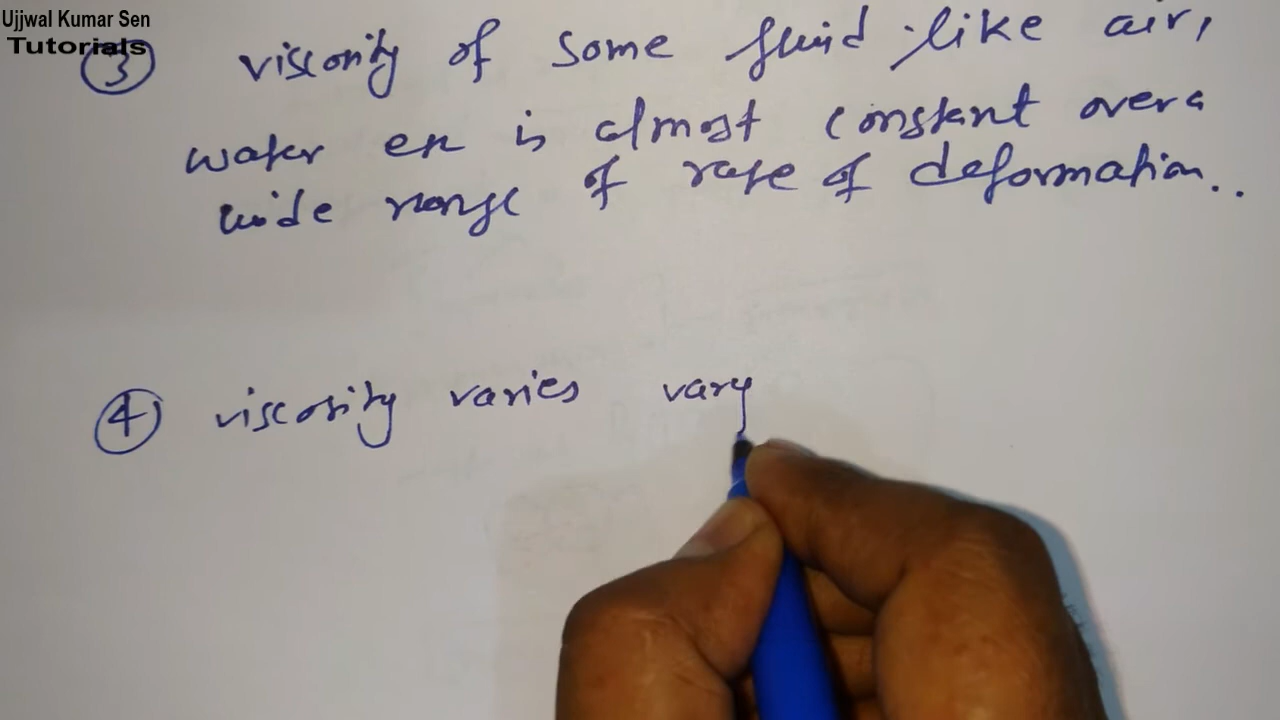 Ujjwal Kumar Sen
Tutorials
③ viscosity of some fluid like air,
water etc is almost constant over a
wide range of rate of deformation..
④ viscosity varies vary